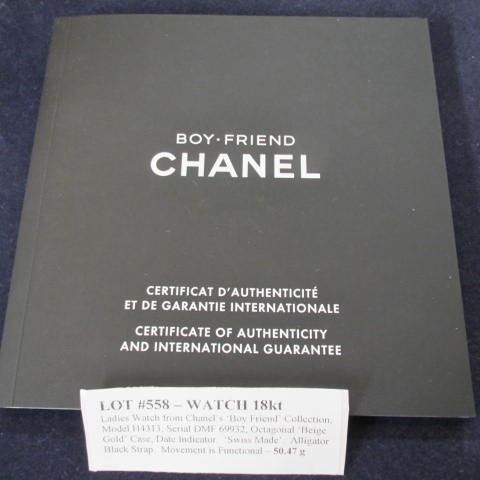 BOY·FRIEND
CHANEL
CERTIFICAT D'AUTHENTICITÉ
ET DE GARANTIE INTERNATIONALE
CERTIFICATE OF AUTHENTICITY
AND INTERNATIONAL GUARANTEE
LOT #558 – WATCH 18kt
Ladies Watch from Chanel's 'Boy Friend' Collection,
Model H4313, Serial DMF 69932, Octagonal 'Beige
Gold' Case, Date Indicator. 'Swiss Made'. Alligator
Black Strap. Movement is Functional – 50.47 g